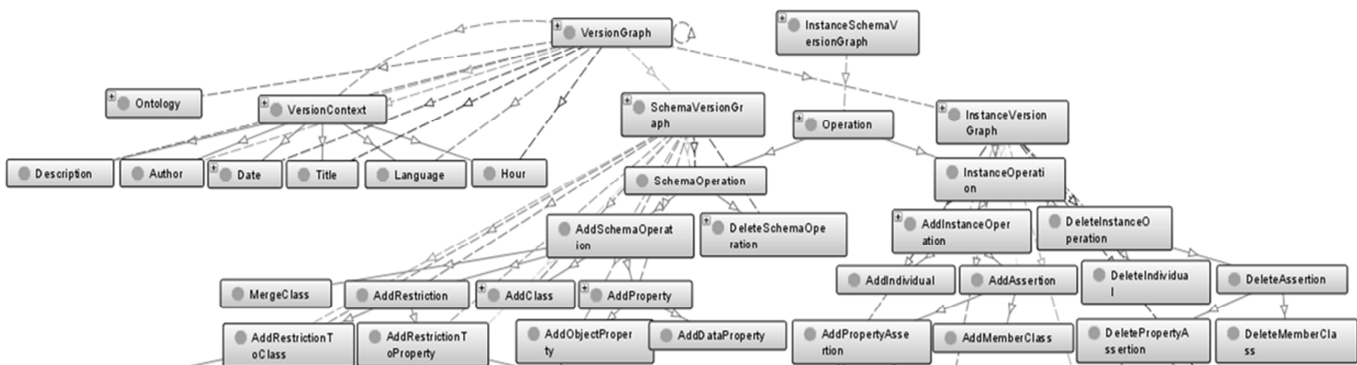 VersionGraph
InstanceSchemaV
ersionGraph
Ontology
VersionContext
SchemaVersionGr
aph
Operation
InstanceVersion
Graph
Description
Author
Date
Title
Language
Hour
SchemaOperation
InstanceOperati
on
AddSchemaOperat
ion
DeleteSchemaOpe
ration
AddInstanceOper
ation
DeleteInstanceO
peration
MergeClass
AddRestriction
AddClass
AddProperty
AddIndividual
AddAssertion
DeleteIndividua
l
DeleteAssertion
AddRestrictionT
oClass
AddRestrictionT
oProperty
AddObjectProper
ty
AddDataProperty
AddPropertyAsse
rtion
AddMemberClass
DeletePropertyA
ssertion
DeleteMemberCla
ss